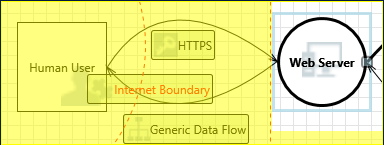 HTTPS
Human User
Web Server
Internet Boundary
Generic Data Flow